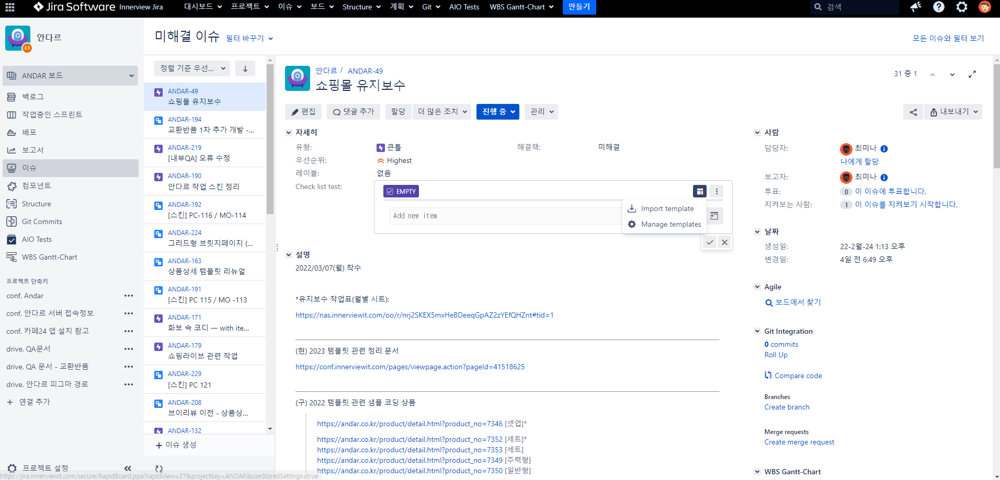 Jira Software Innerview Jira 대시보드 프로젝트 이슈 보드 Structure 계획 Git AIO Tests WBS Gantt-Chart 만들기 검색
안다르
ANDAR 보드
백로그
작업중인 스프린트
배포
보고서
이슈
컴포넌트
Structure
Git Commits
AIO Tests
WBS Gantt-Chart
프로젝트 단축키
conf. Andar
conf. 안다르 서버 접속정보
conf. 카페24 앱 설치 참고
drive. QA문서
drive. QA 문서 - 교환반품
drive. 안다르 피그마 경로
연결 추가
프로젝트 설정
https://jira.innerviewit.com/secure/RapidBoard.jspa?rapidView=27&projectKey=ANDAR&useStoredSettings=true
미해결 이슈 필터 바꾸기
모든 이슈와 필터 보기
정렬 기준 우선...
ANDAR-49
쇼핑몰 유지보수
ANDAR-194
교환반품 1차 추가 개발 -...
ANDAR-219
[내부QA] 오류 수정
ANDAR-190
안다르 작업 스킨 정리
ANDAR-192
[스킨] PC-116 / MO-114
ANDAR-224
그리드형 브릿지페이지 (...
ANDAR-163
상품상세 템플릿 리뉴얼
ANDAR-191
[스킨] PC 115 / MO -113
ANDAR-171
화보 속 코디 — with ite...
ANDAR-179
쇼핑라이브 관련 작업
ANDAR-229
[스킨] PC 121
ANDAR-208
브이리뷰 이전 - 상품상...
ANDAR-132
이슈 생성
안다르 / ANDAR-49
쇼핑몰 유지보수
31 중 1
편집 댓글 추가 할당 더 많은 조치 진행 중 관리 내보내기
자세히
유형: 큰틀 해결책: 미해결
우선순위: Highest
레이블: 없음
Check list test:
EMPTY
Add new item
Import template
Manage templates
설명
2022/03/07(월) 착수
*유지보수 작업표(월별 시트):
https://nas.innerviewit.com/oo/r/nrj2SKEX5mxHeBDeeqGpAZ2zYEfQHZnt#tid=1
(현) 2023 템플릿 관련 정리 문서
https://conf.innerviewit.com/pages/viewpage.action?pageId=41518625
(구) 2022 템플릿 관련 샘플 코딩 상품
https://andar.co.kr/product/detail.html?product_no=7346 [셋업]*
https://andar.co.kr/product/detail.html?product_no=7352 [세트]*
https://andar.co.kr/product/detail.html?product_no=7353 [세트]
https://andar.co.kr/product/detail.html?product_no=7349 [주력형]
https://andar.co.kr/product/detail.html?product_no=7350 [일반형]
사람
담당자: 최미나
나에게 할당
보고자: 최미나
투표: 0 이 이슈에 투표합니다.
지켜보는 사람: 1 이 이슈를 지켜보기 시작합니다.
날짜
생성일: 22-2월-24 1:13 오후
변경일: 4일 전 6:49 오후
Agile
보드에서 찾기
Git Integration
0 commits
Roll Up
Compare code
Branches
Create branch
Merge requests
Create merge request
WBS Gantt-Chart